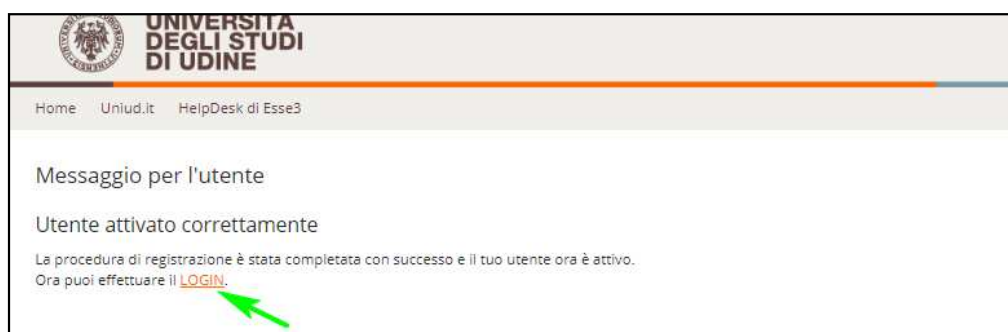 UNIVERSITÀ
DEGLI STUDI
DI UDINE
Home Uniud.it HelpDesk di Esse3
Messaggio per l'utente
Utente attivato correttamente
La procedura di registrazione è stata completata con successo e il tuo utente ora è attivo.
Ora puoi effettuare il LOGIN.